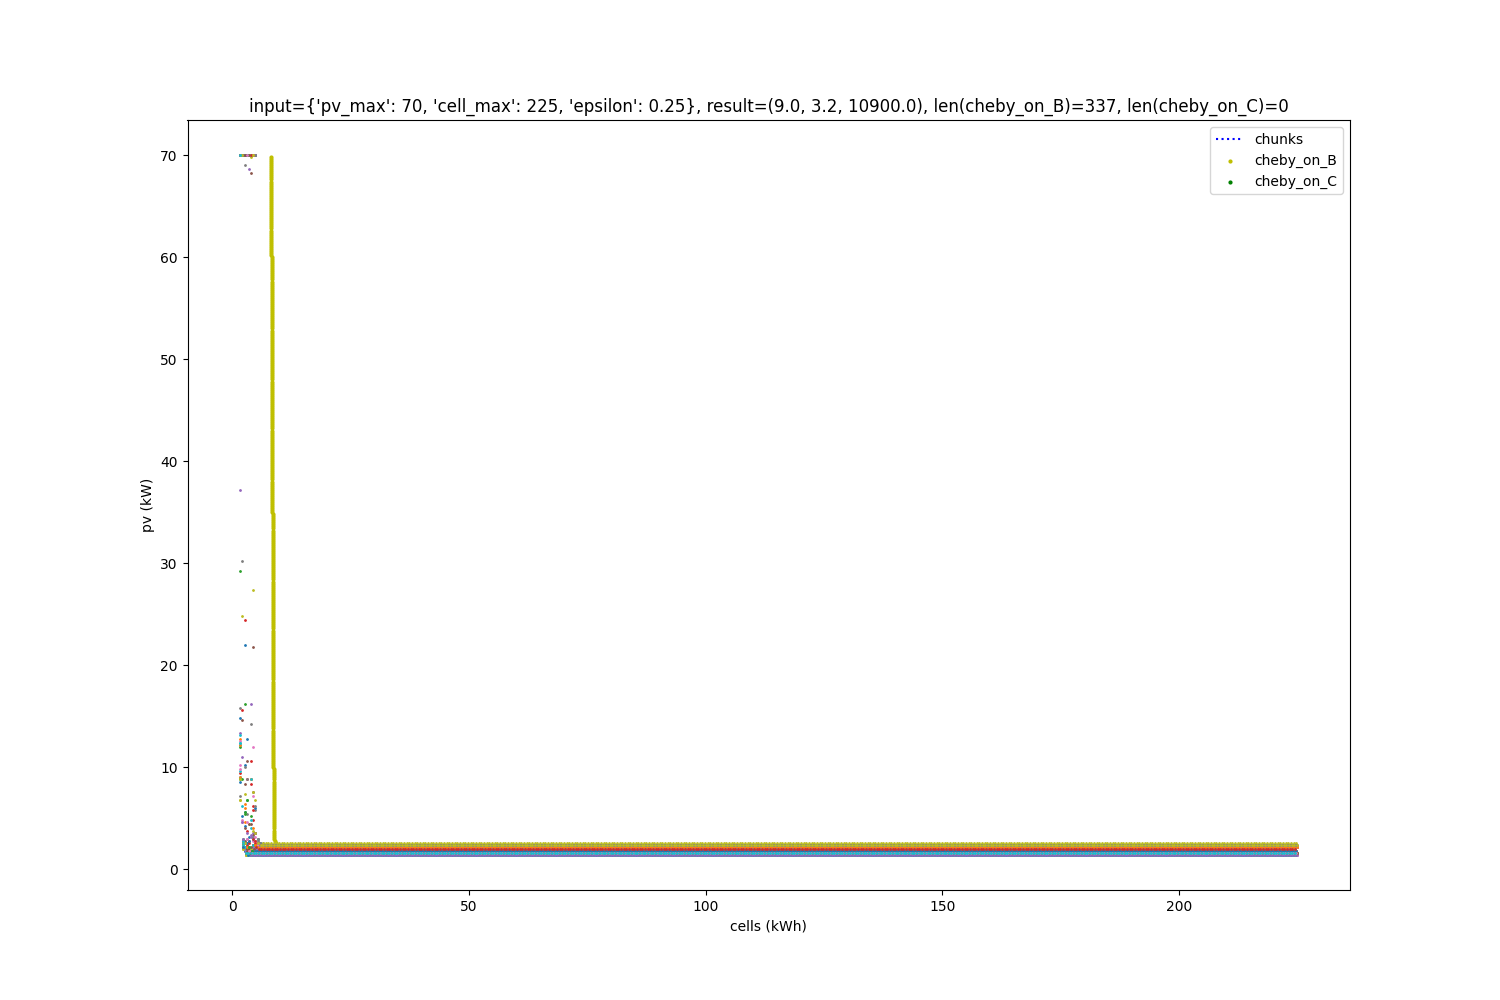 input={'pv_max': 70, 'cell_max': 225, 'epsilon': 0.25}, result=(9.0, 3.2, 10900.0), len(cheby_on_B)=337, len(cheby_on_C)=0
chunks
cheby_on_B
cheby_on_C
70
60
50
40
30
20
10
0
pv (kW)
0
50
100
150
200
cells (kWh)